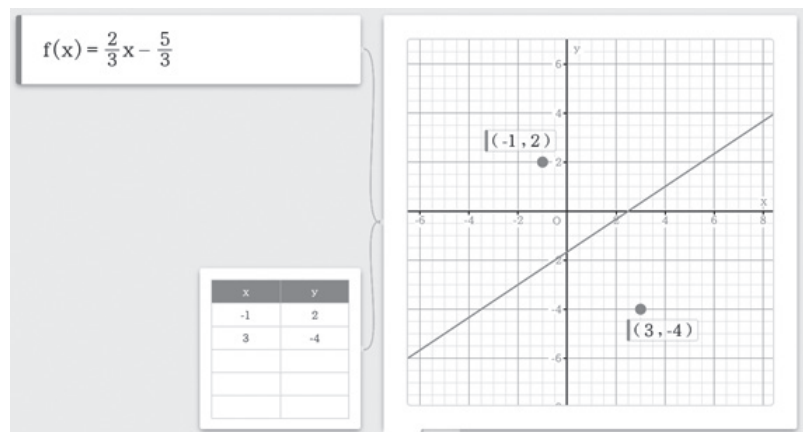 f(x) = 2/3 x − 5/3
x y
-1 2
3 -4
y
6
4
(-1, 2)
2
x
-6 -4 -2 O 2 4 6 8
-2
-4
(3, -4)
-6